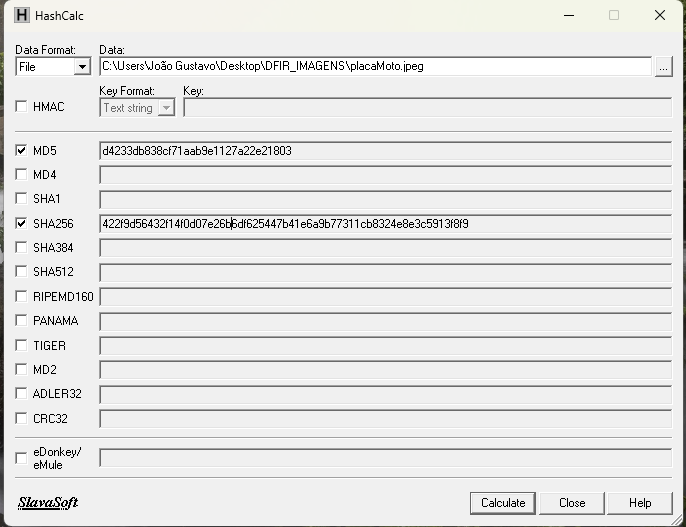 HashCalc
Data Format:
Data:
File
C:\Users\João Gustavo\Desktop\DFIR_IMAGENS\placaMoto.jpeg
...
HMAC
Key Format:
Key:
Text string
MD5
d4233db838cf71aab9e1127a22e21803
MD4
SHA1
SHA256
422f9d56432f14f0d07e26b6df625447b41e6a9b77311cb8324e8e3c5913f8f9
SHA384
SHA512
RIPEMD160
PANAMA
TIGER
MD2
ADLER32
CRC32
eDonkey/
eMule
SlavaSoft
Calculate
Close
Help